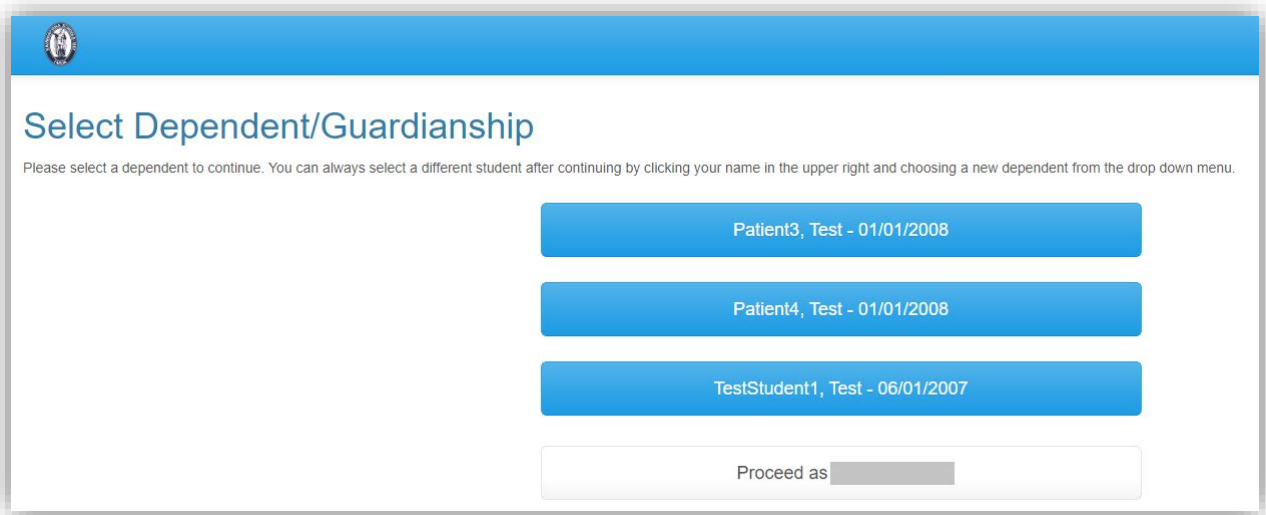 Select Dependent/Guardianship
Please select a dependent to continue. You can always select a different student after continuing by clicking your name in the upper right and choosing a new dependent from the drop down menu.
Patient3, Test - 01/01/2008
Patient4, Test - 01/01/2008
TestStudent1, Test - 06/01/2007
Proceed as